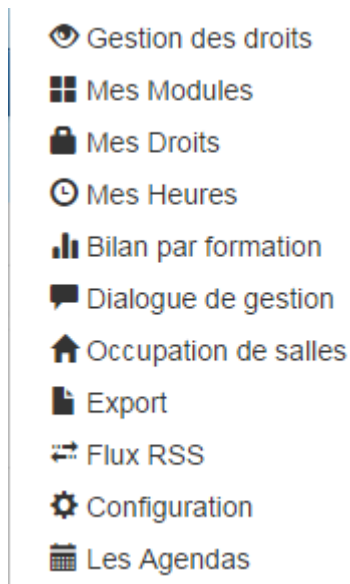 Gestion des droits
Mes Modules
Mes Droits
Mes Heures
Bilan par formation
Dialogue de gestion
Occupation de salles
Export
Flux RSS
Configuration
Les Agendas